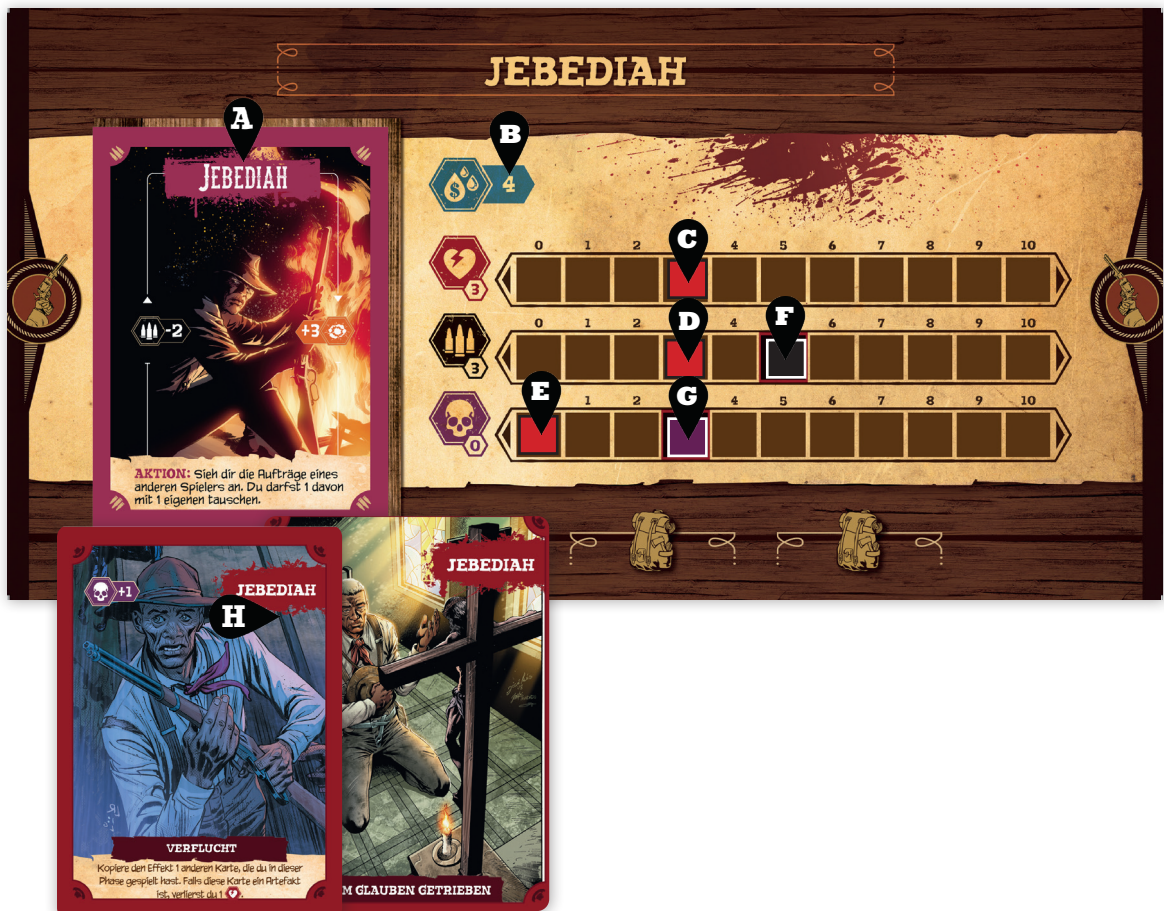 JEBEDIAH
A
B
JEBEDIAH
4
C
0 1 2 4 5 6 7 8 9 10
3
-2
+3
D
F
0 1 2 4 5 6 7 8 9 10
3
E
G
0 1 2 4 5 6 7 8 9 10
0
AKTION: Sieh dir die Aufträge eines
anderen Spielers an. Du darfst 1 davon
mit 1 eigenen tauschen.
+1
JEBEDIAH
H
VERFLUCHT
Kopiere den Effekt 1 anderen Karte, die du in dieser
Phase gespielt hast. Falls diese Karte ein Artefakt
ist, verlierst du 1 .
JEBEDIAH
M GLAUBEN GETRIEBEN